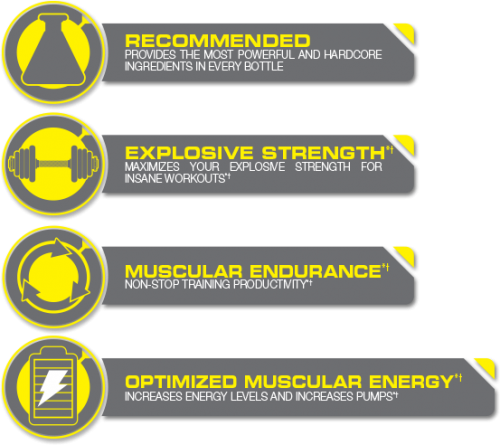 RECOMMENDED
PROVIDES THE MOST POWERFUL AND HARDCORE
INGREDIENTS IN EVERY BOTTLE
EXPLOSIVE STRENGTH*†
MAXIMIZES YOUR EXPLOSIVE STRENGTH FOR
INSANE WORKOUTS*†
MUSCULAR ENDURANCE*†
NON-STOP TRAINING PRODUCTIVITY*†
OPTIMIZED MUSCULAR ENERGY*†
INCREASES ENERGY LEVELS AND INCREASES PUMPS*†